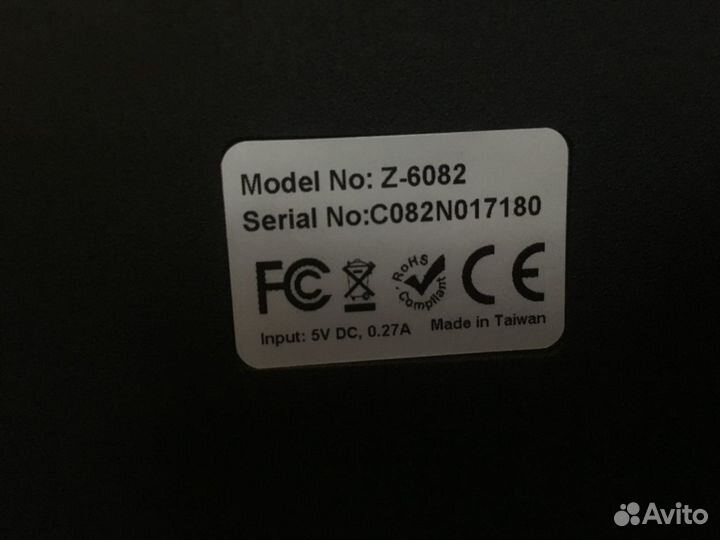 Model No: Z-6082
Serial No:C082N017180
FC
RoHS
Compliant
CE
Input: 5V DC, 0.27A
Made in Taiwan
Avito